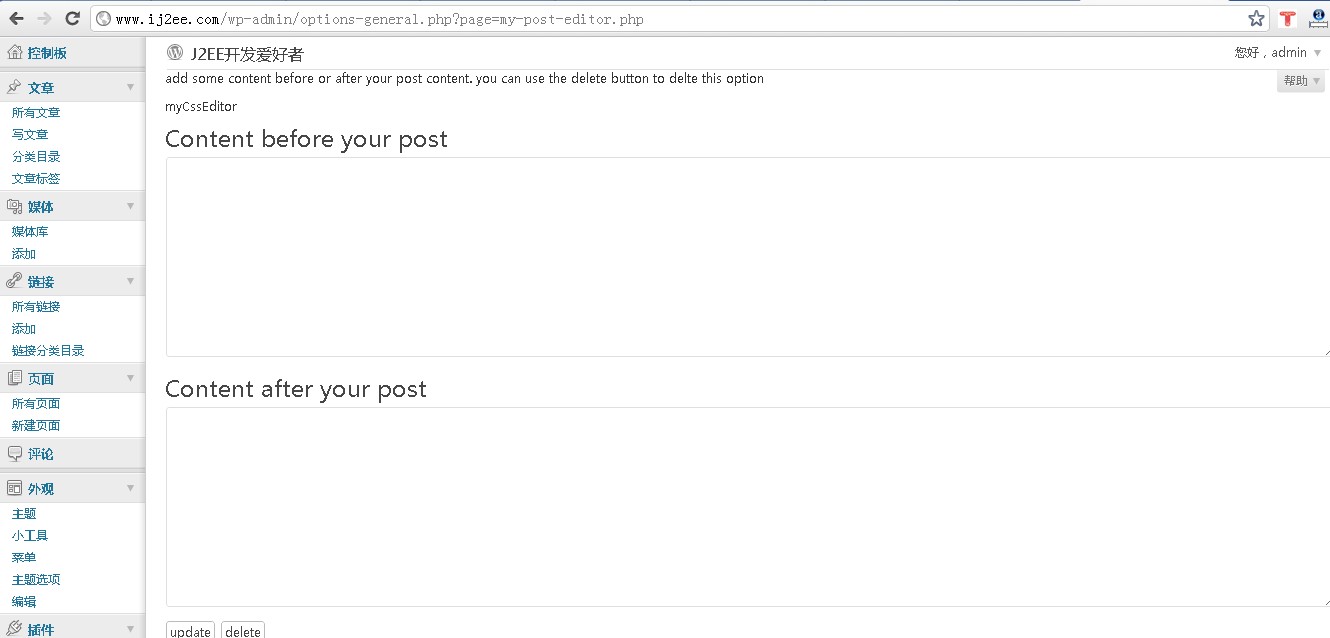 www.ij2ee.com/wp-admin/options-general.php?page=my-post-editor.php
控制板
J2EE开发爱好者
您好，admin
add some content before or after your post content. you can use the delete button to delte this option
帮助
文章
所有文章
写文章
分类目录
文章标签
媒体
媒体库
添加
链接
所有链接
添加
链接分类目录
页面
所有页面
新建页面
评论
外观
主题
小工具
菜单
主题选项
编辑
插件
myCssEditor
Content before your post
Content after your post
update
delete